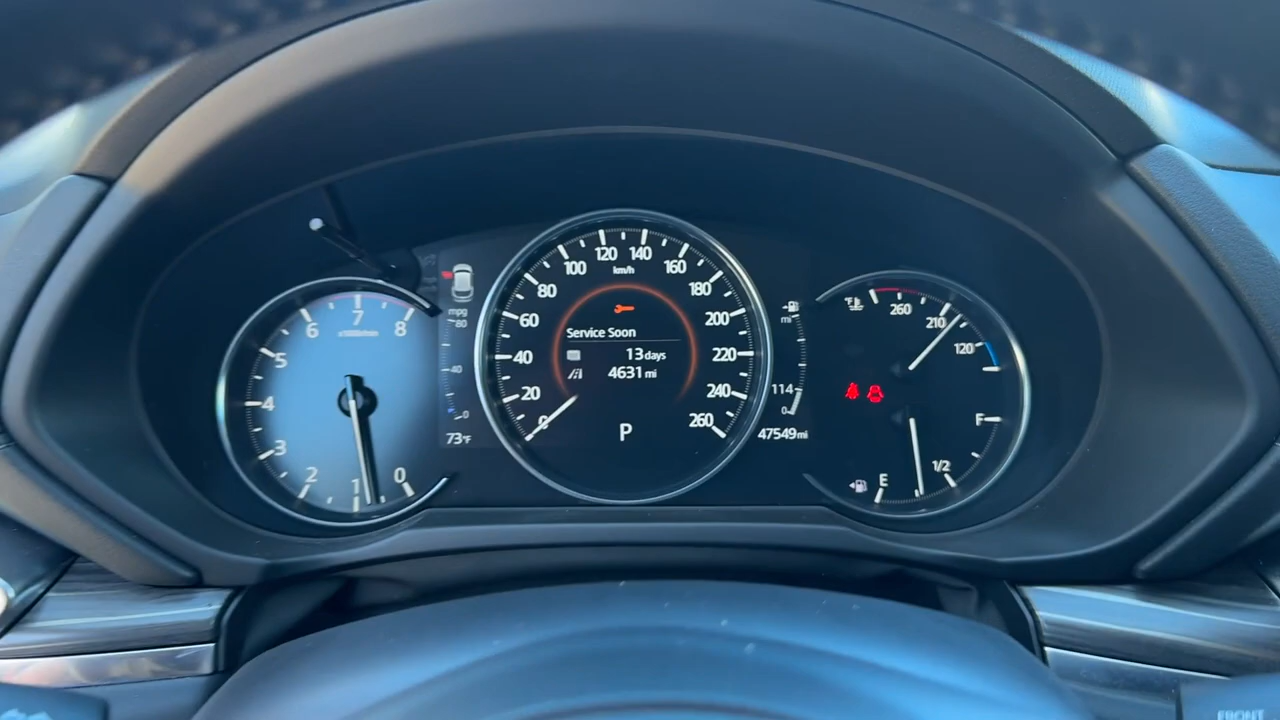 0
1
2
3
4
5
6
7
8
mpg
80
40
0
73°F
0
20
40
60
80
100
120
140
160
180
200
220
240
260
km/h
Service Soon
13 days
4631 mi
P
mi
114
0
47549 mi
°F
260
210
120
F
1/2
E
FRONT